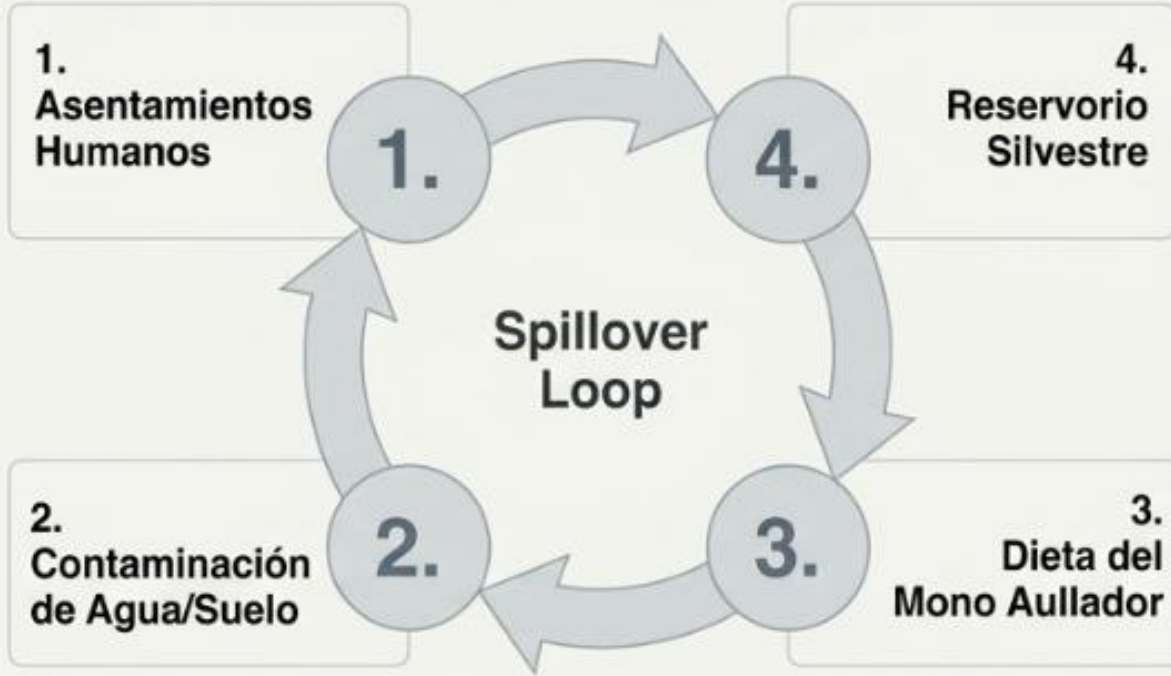 1.
Asentamientos
Humanos
1.
4.
4.
Reservorio
Silvestre
Spillover
Loop
2.
Contaminación
de Agua/Suelo
2.
3.
3.
Dieta del
Mono Aullador